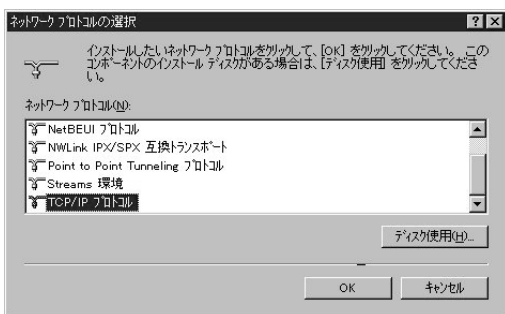 ネットワーク プロトコルの選択
インストールしたいネットワーク プロトコルをクリックして、[OK] をクリックしてください。 この
コンポーネントのインストール ディスクがある場合は、[ディスク使用] をクリックしてくださ
い。
ネットワーク プロトコル(N):
NetBEUI プロトコル
NWLink IPX/SPX 互換トランスポート
Point to Point Tunneling プロトコル
Streams 環境
TCP/IP プロトコル
ディスク使用(H)...
OK
キャンセル